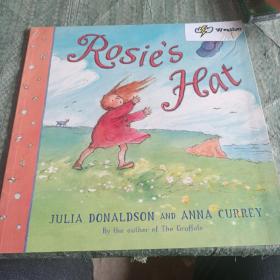 Rosie's
Hat
JULIA DONALDSON AND ANNA CURREY
By the author of The Gruffalo